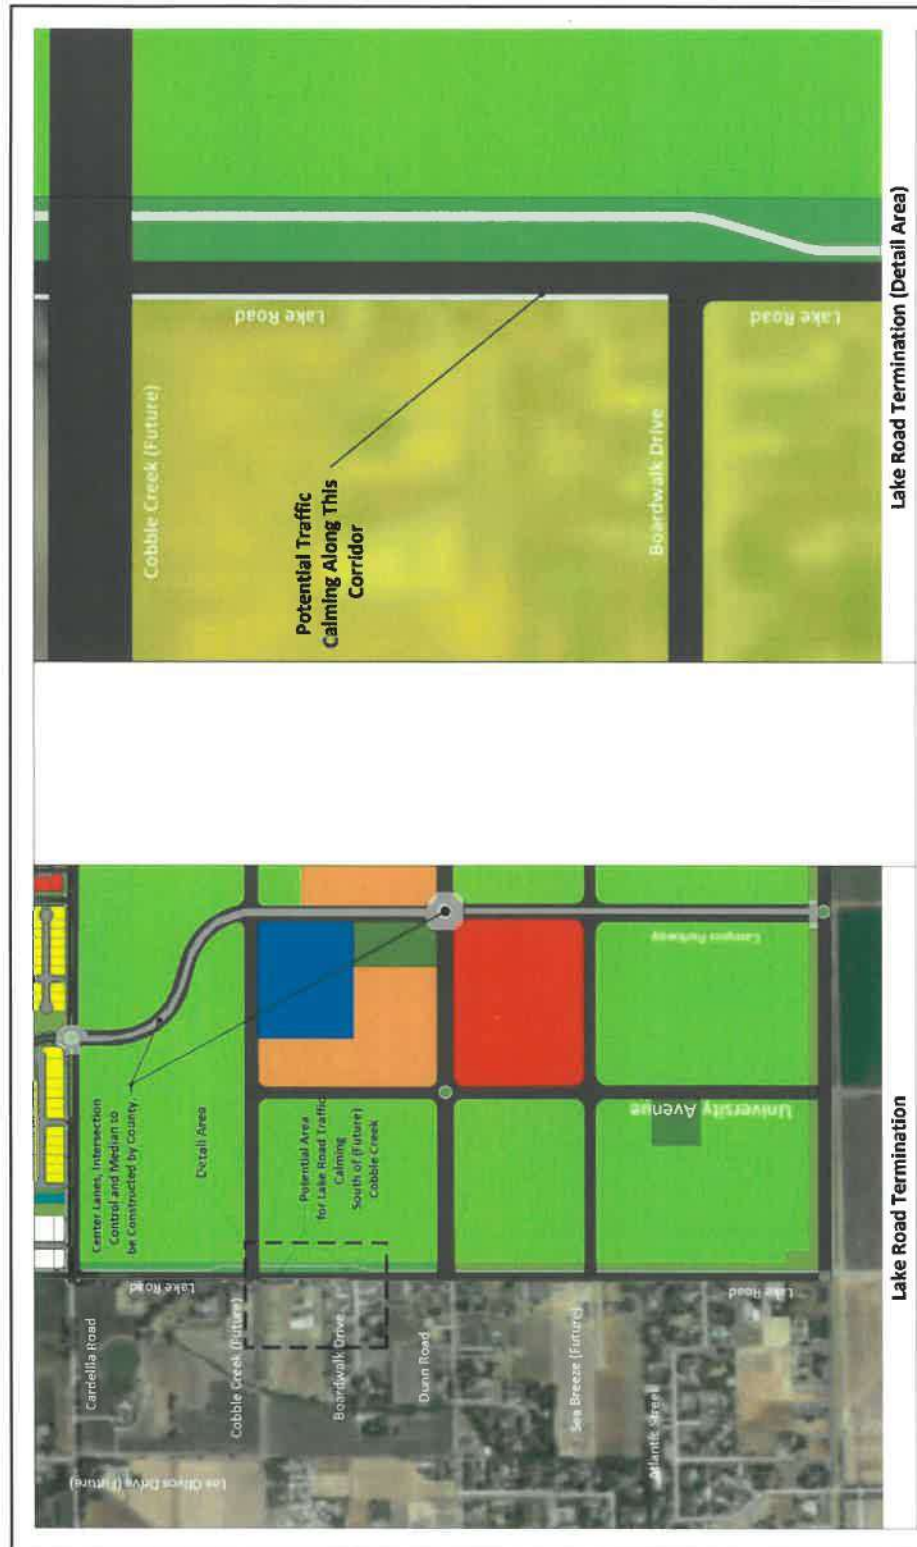 Lake Road
Lake Road
Cobble Creek (Future)
Boardwalk Drive
Potential Traffic
Calming Along This
Corridor
Lake Road Termination (Detail Area)
Center Lanes, Intersection
Control and Median to
be Constructed by County.
Detail Area
Potential Area
for Lake Road Traffic
Calming
South of (Future)
Cobble Creek
Campus Parkway
University Avenue
Lake Road
Lake Road
Cardella Road
Cobble Creek (Future)
Boardwalk Drive
Dunn Road
Sea Breeze (Future)
Atlantic Street
Los Olivos Drive (Future)
Lake Road Termination